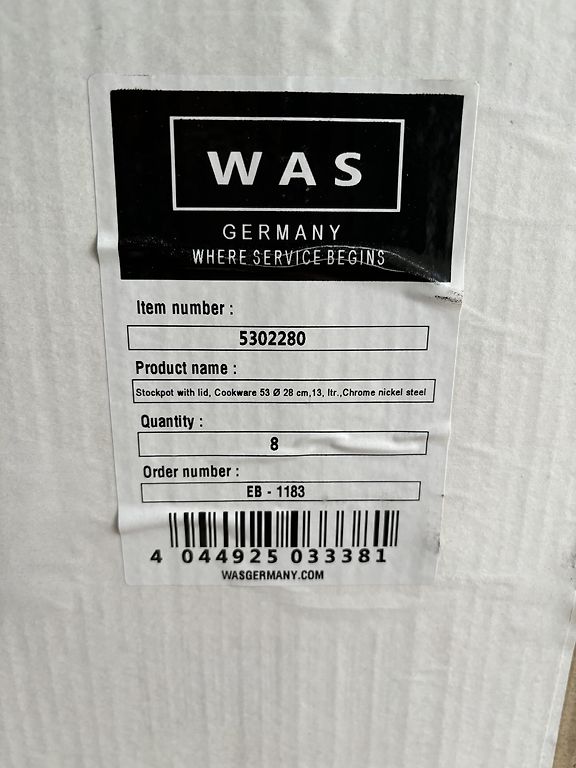 WAS
GERMANY
WHERE SERVICE BEGINS
Item number :
5302280
Product name :
Stockpot with lid, Cookware 53 Ø 28 cm,13, ltr.,Chrome nickel steel
Quantity :
8
Order number :
EB - 1183
4 044925 033381
WASGERMANY.COM